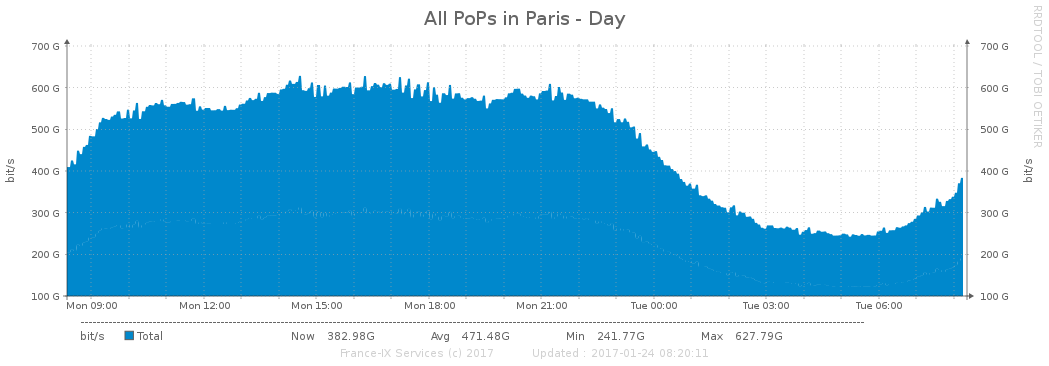 All PoPs in Paris - Day
RRDTOOL / TOBI OETIKER
700 G 700 G
600 G 600 G
500 G 500 G
400 G 400 G
300 G 300 G
200 G 200 G
100 G 100 G
bit/s
bit/s
Mon 09:00 Mon 12:00 Mon 15:00 Mon 18:00 Mon 21:00 Tue 00:00 Tue 03:00 Tue 06:00
bit/s Total Now 382.98G Avg 471.48G Min 241.77G Max 627.79G
France-IX Services (c) 2017 Updated : 2017-01-24 08:20:11